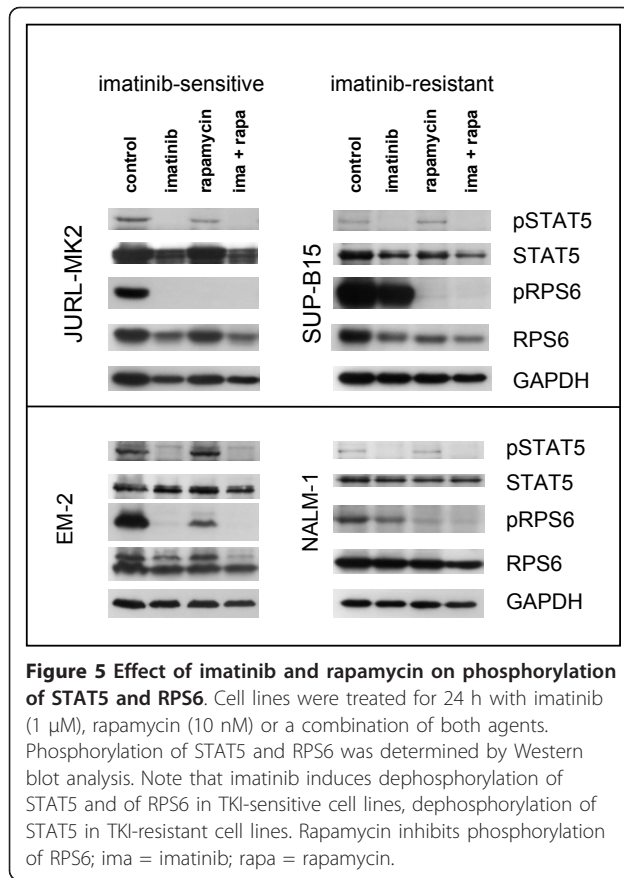 imatinib-sensitive
imatinib-resistant
control
imatinib
rapamycin
ima + rapa
control
imatinib
rapamycin
ima + rapa
JURL-MK2
SUP-B15
pSTAT5
STAT5
pRPS6
RPS6
GAPDH
EM-2
NALM-1
pSTAT5
STAT5
pRPS6
RPS6
GAPDH
Figure 5 Effect of imatinib and rapamycin on phosphorylation
of STAT5 and RPS6. Cell lines were treated for 24 h with imatinib
(1 μM), rapamycin (10 nM) or a combination of both agents.
Phosphorylation of STAT5 and RPS6 was determined by Western
blot analysis. Note that imatinib induces dephosphorylation of
STAT5 and of RPS6 in TKI-sensitive cell lines, dephosphorylation of
STAT5 in TKI-resistant cell lines. Rapamycin inhibits phosphorylation
of RPS6; ima = imatinib; rapa = rapamycin.